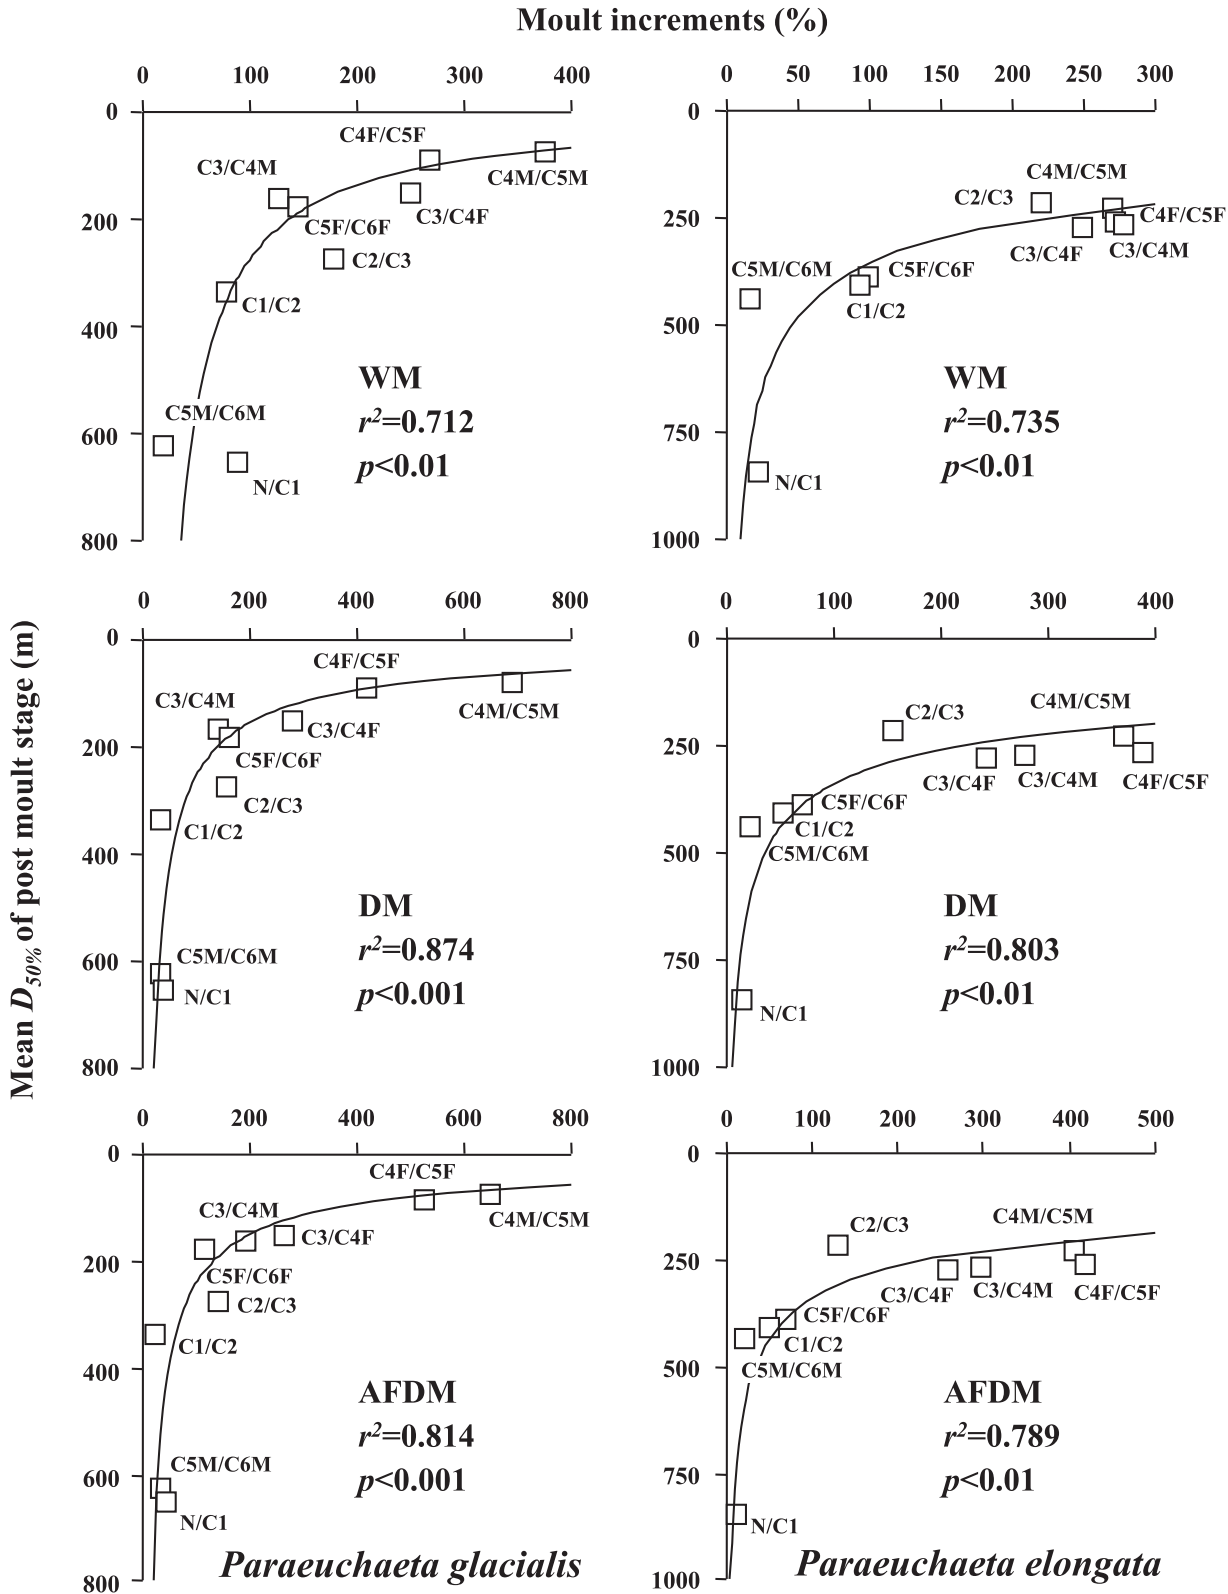 Moult increments (%)
Mean D50% of post moult stage (m)
0 100 200 300 400
0
200
400
600
800
C4F/C5F
C3/C4M
C4M/C5M
C3/C4F
C5F/C6F
C2/C3
C1/C2
C5M/C6M
N/C1
WM
r2=0.712
p<0.01
0 50 100 150 200 250 300
0
250
500
750
1000
C4M/C5M
C2/C3
C4F/C5F
C3/C4F
C3/C4M
C5M/C6M
C5F/C6F
C1/C2
N/C1
WM
r2=0.735
p<0.01
0 200 400 600 800
0
200
400
600
800
C4F/C5F
C3/C4M
C4M/C5M
C3/C4F
C5F/C6F
C2/C3
C1/C2
C5M/C6M
N/C1
DM
r2=0.874
p<0.001
0 100 200 300 400
0
250
500
750
1000
C4M/C5M
C2/C3
C3/C4F
C3/C4M
C4F/C5F
C5F/C6F
C1/C2
C5M/C6M
N/C1
DM
r2=0.803
p<0.01
0 200 400 600 800
0
200
400
600
800
C4F/C5F
C3/C4M
C4M/C5M
C3/C4F
C5F/C6F
C2/C3
C1/C2
C5M/C6M
N/C1
AFDM
r2=0.814
p<0.001
Paraeuchaeta glacialis
0 100 200 300 400 500
0
250
500
750
1000
C4M/C5M
C2/C3
C3/C4F
C3/C4M
C4F/C5F
C5F/C6F
C1/C2
C5M/C6M
N/C1
AFDM
r2=0.789
p<0.01
Paraeuchaeta elongata